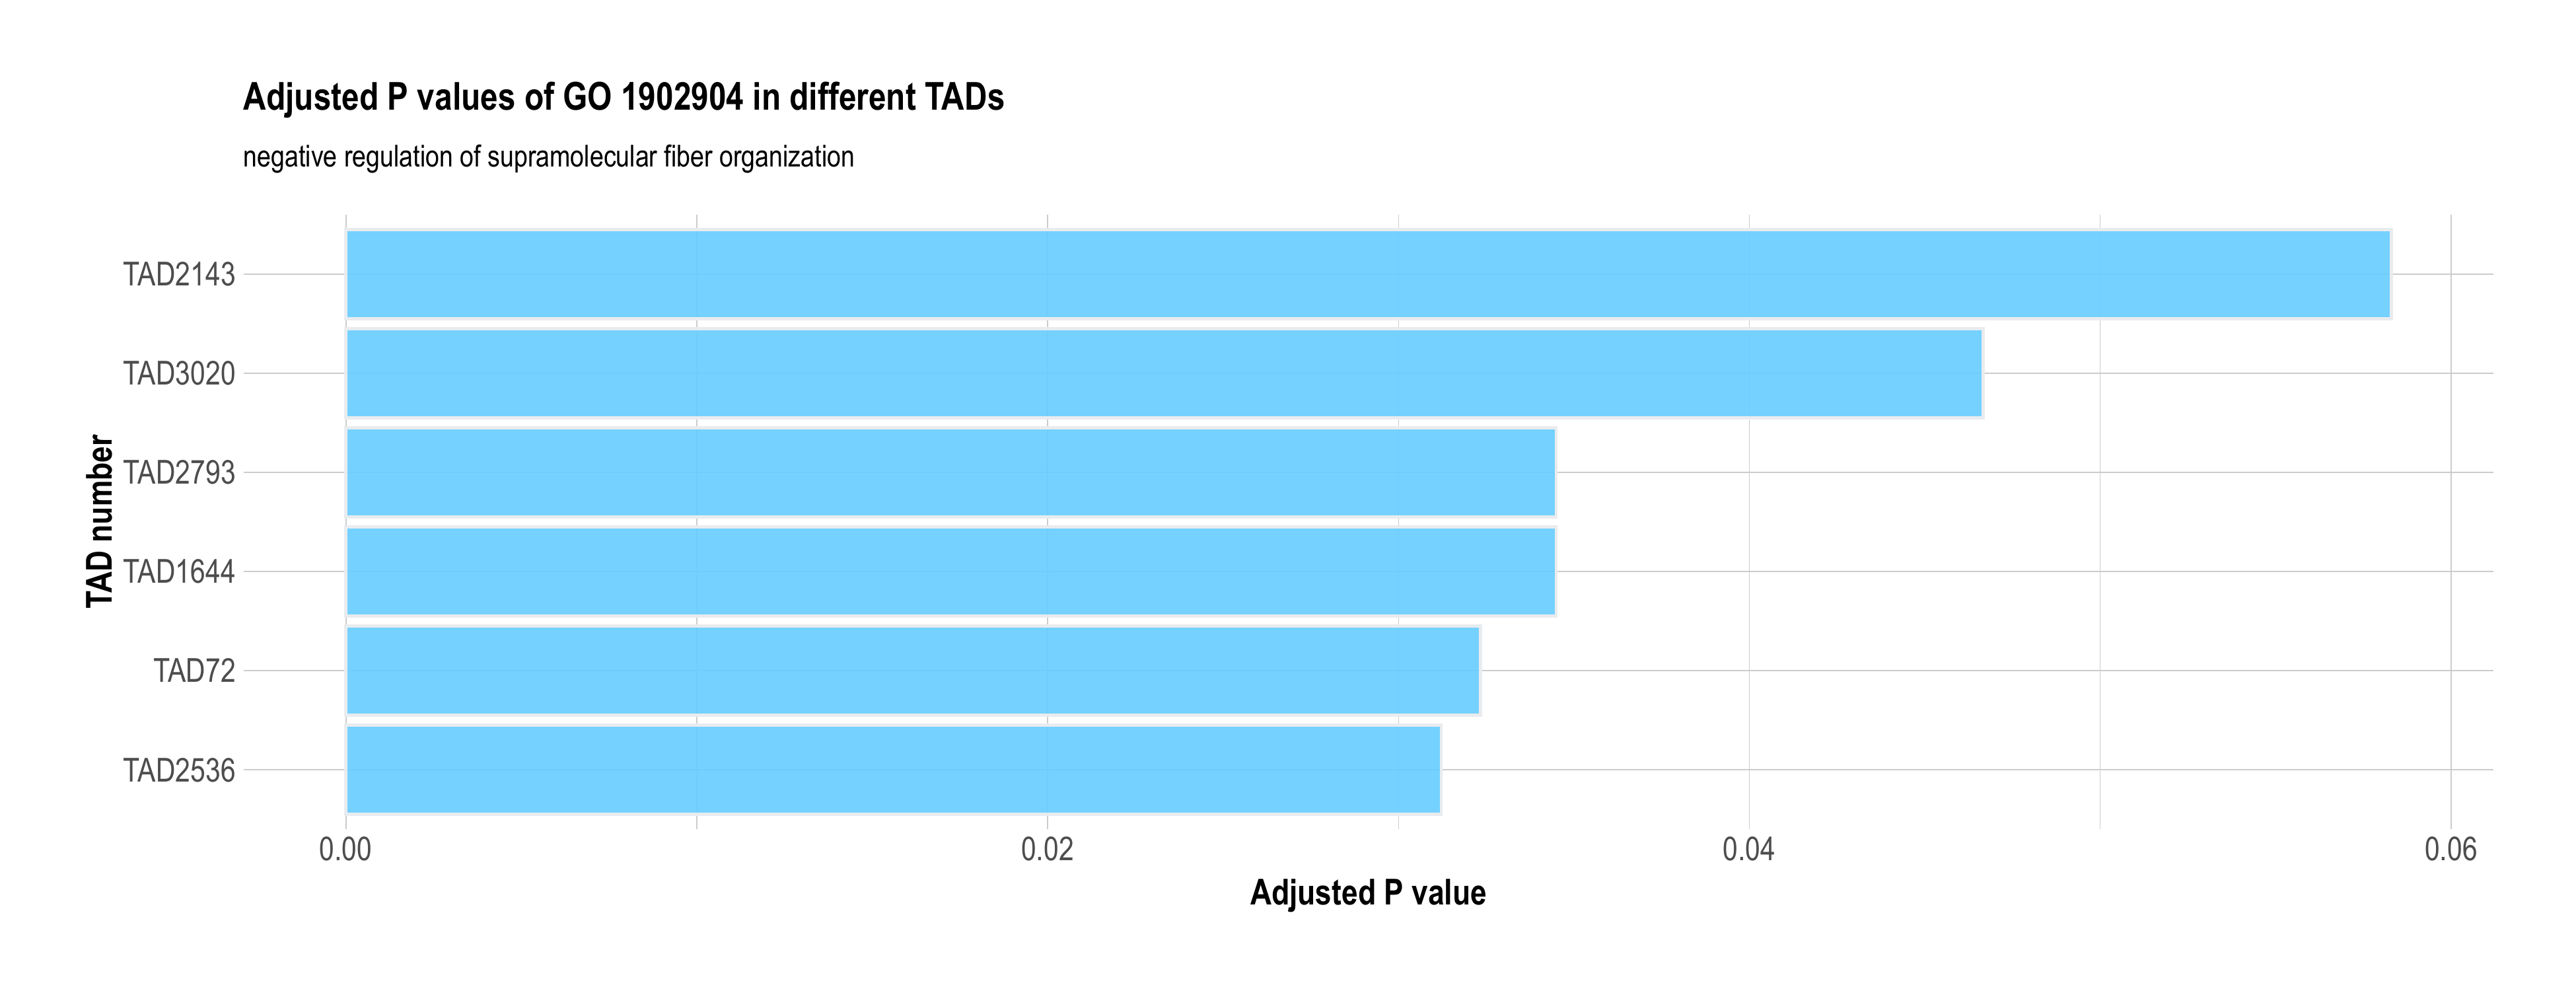 Adjusted P values of GO 1902904 in different TADs
negative regulation of supramolecular fiber organization
TAD number
TAD2143
TAD3020
TAD2793
TAD1644
TAD72
TAD2536
0.00 0.02 0.04 0.06
Adjusted P value